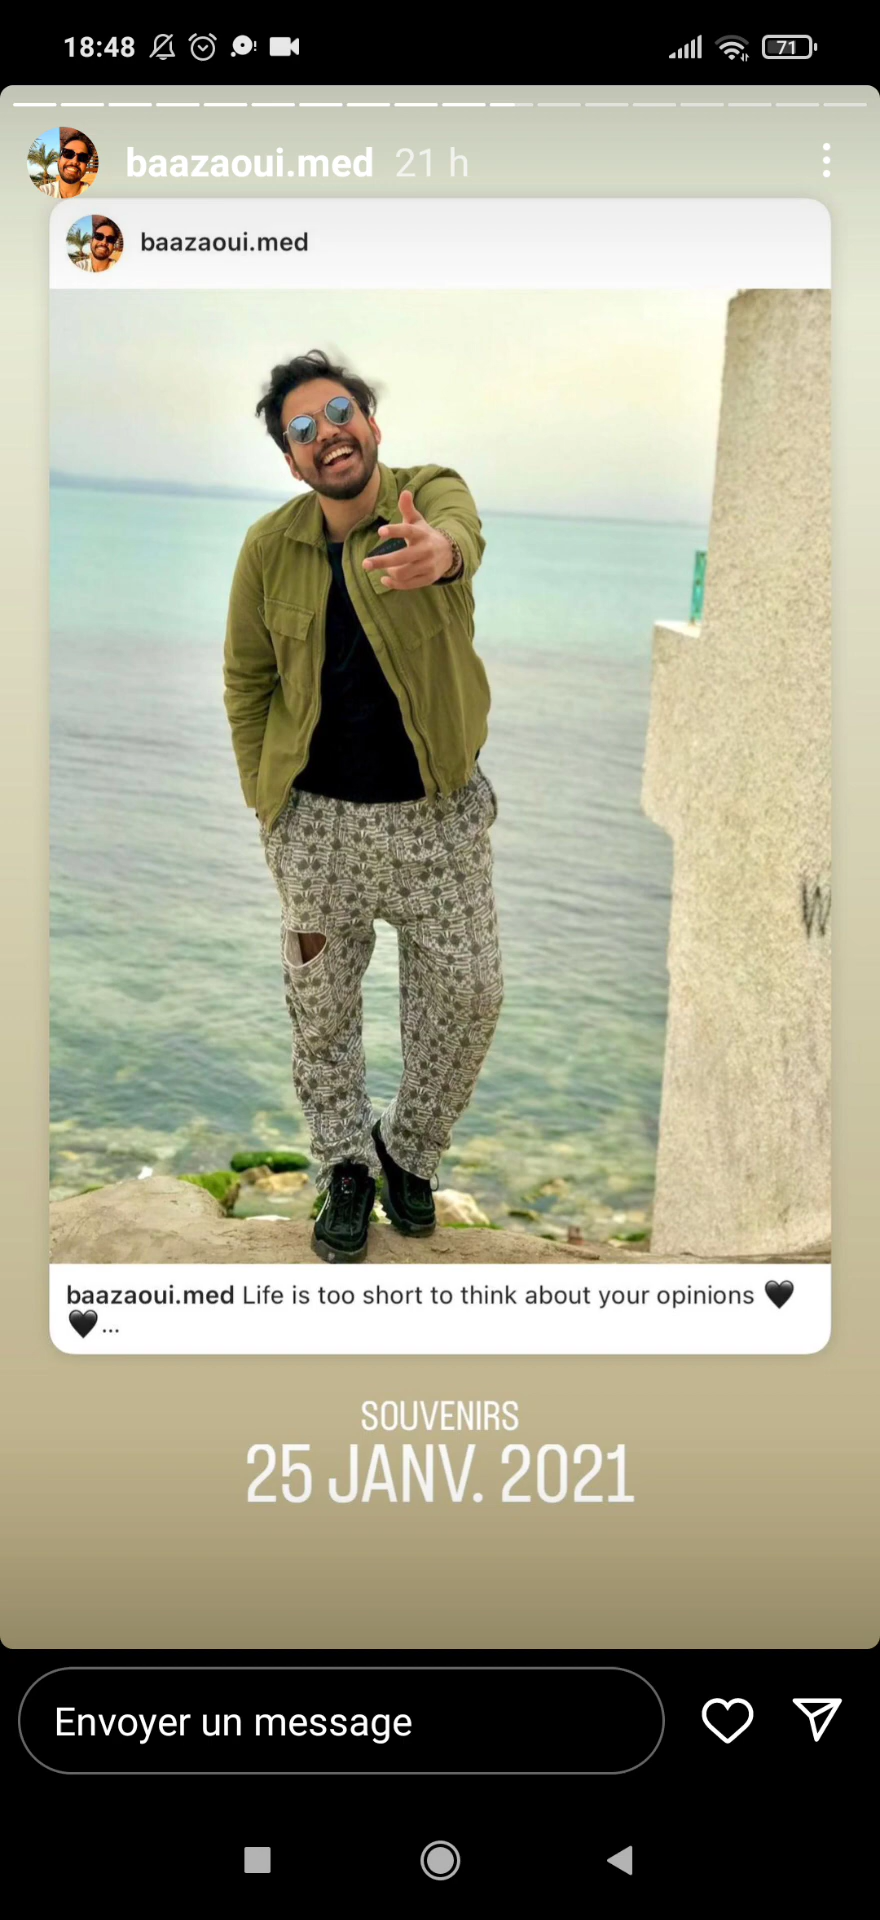 18:48
71
baazaoui.med 21 h
baazaoui.med
W
baazaoui.med Life is too short to think about your opinions 🖤
🖤...
SOUVENIRS
25 JANV. 2021
Envoyer un message